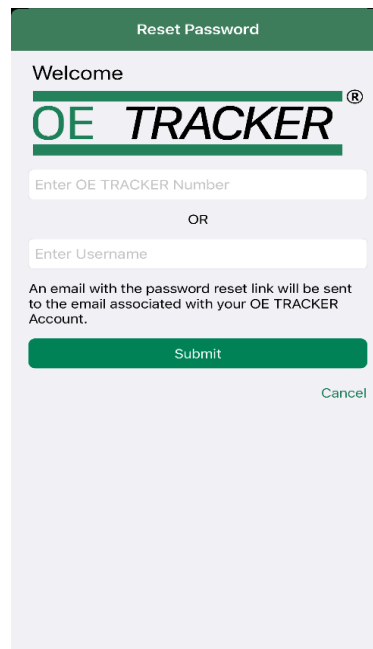 Reset Password
Welcome
OE TRACKER®
Enter OE TRACKER Number
OR
Enter Username
An email with the password reset link will be sent
to the email associated with your OE TRACKER
Account.
Submit
Cancel